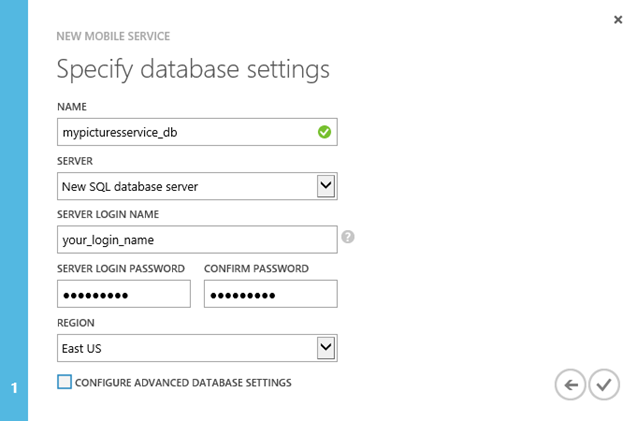 NEW MOBILE SERVICE
Specify database settings
NAME
mypicturesservice_db
SERVER
New SQL database server
SERVER LOGIN NAME
your_login_name
?
SERVER LOGIN PASSWORD CONFIRM PASSWORD
●●●●●●●●● ●●●●●●●●●
REGION
East US
1
CONFIGURE ADVANCED DATABASE SETTINGS